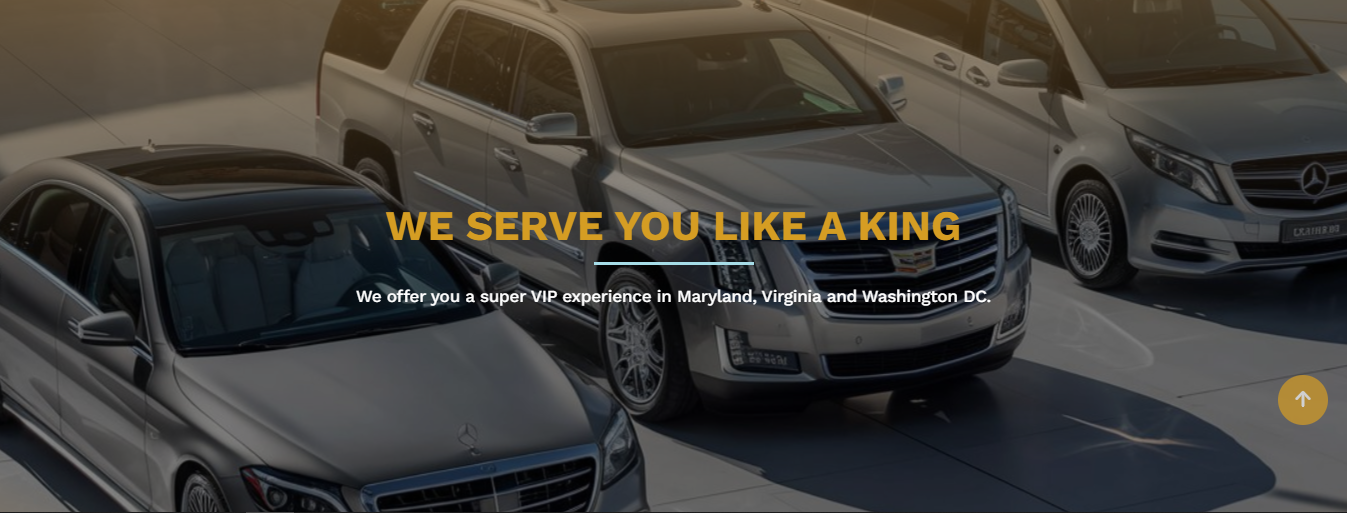 WE SERVE YOU LIKE A KING
We offer you a super VIP experience in Maryland, Virginia and Washington DC.